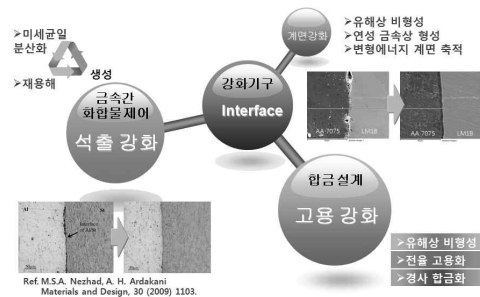 ➢미세균일
분산화
➢재용해
생성
금속간
화합물제어
석출 강화
강화기구
Interface
계면강화
➢유해상 비형성
➢연성 금속상 형성
➢변형에너지 계면 축적
AA 7075
LM1B
AA 7075
LM1B
합금설계
고용 강화
➢유해상 비형성
➢전율 고용화
➢경사 합금화
Al
Ref. M.S.A. Nezhad, A. H. Ardakani
Materials and Design, 30 (2009) 1103.